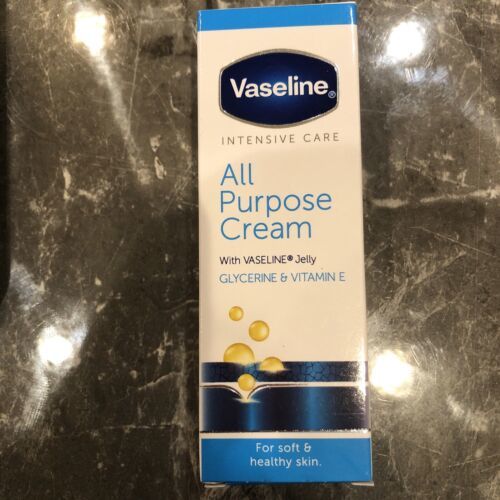 Vaseline®
INTENSIVE CARE
All
Purpose
Cream
With VASELINE® Jelly
GLYCERINE & VITAMIN E
For soft &
healthy skin.